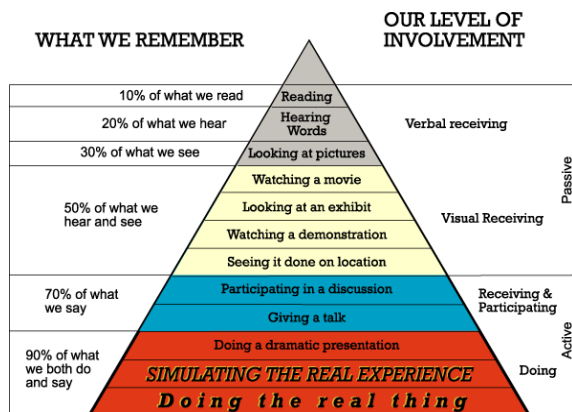 WHAT WE REMEMBER
OUR LEVEL OF
INVOLVEMENT
10% of what we read
Reading
20% of what we hear
Hearing
Words
Verbal receiving
30% of what we see
Looking at pictures
Watching a movie
50% of what we
hear and see
Looking at an exhibit
Watching a demonstration
Visual Receiving
Seeing it done on location
Passive
70% of what
we say
Participating in a discussion
Giving a talk
Receiving &
Participating
90% of what
we both do
and say
Doing a dramatic presentation
SIMULATING THE REAL EXPERIENCE
Doing the real thing
Doing
Active